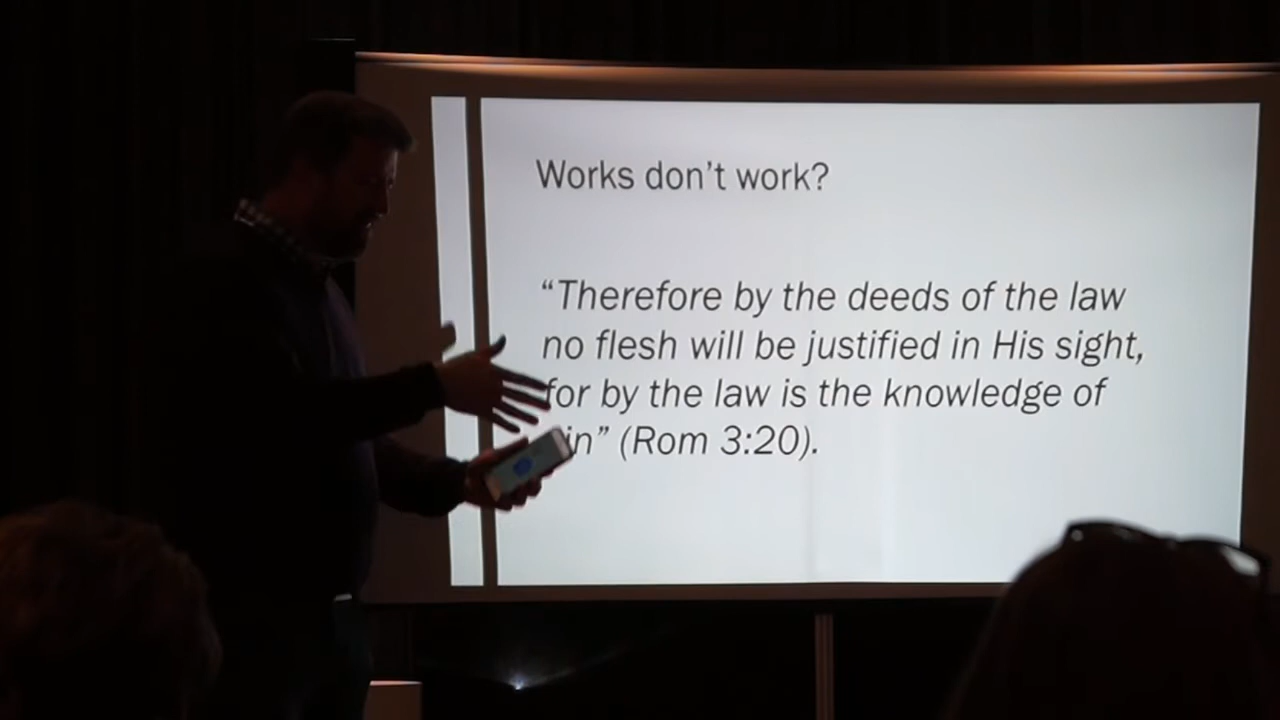 Works don’t work?
“Therefore by the deeds of the law
no flesh will be justified in His sight,
for by the law is the knowledge of
in” (Rom 3:20).